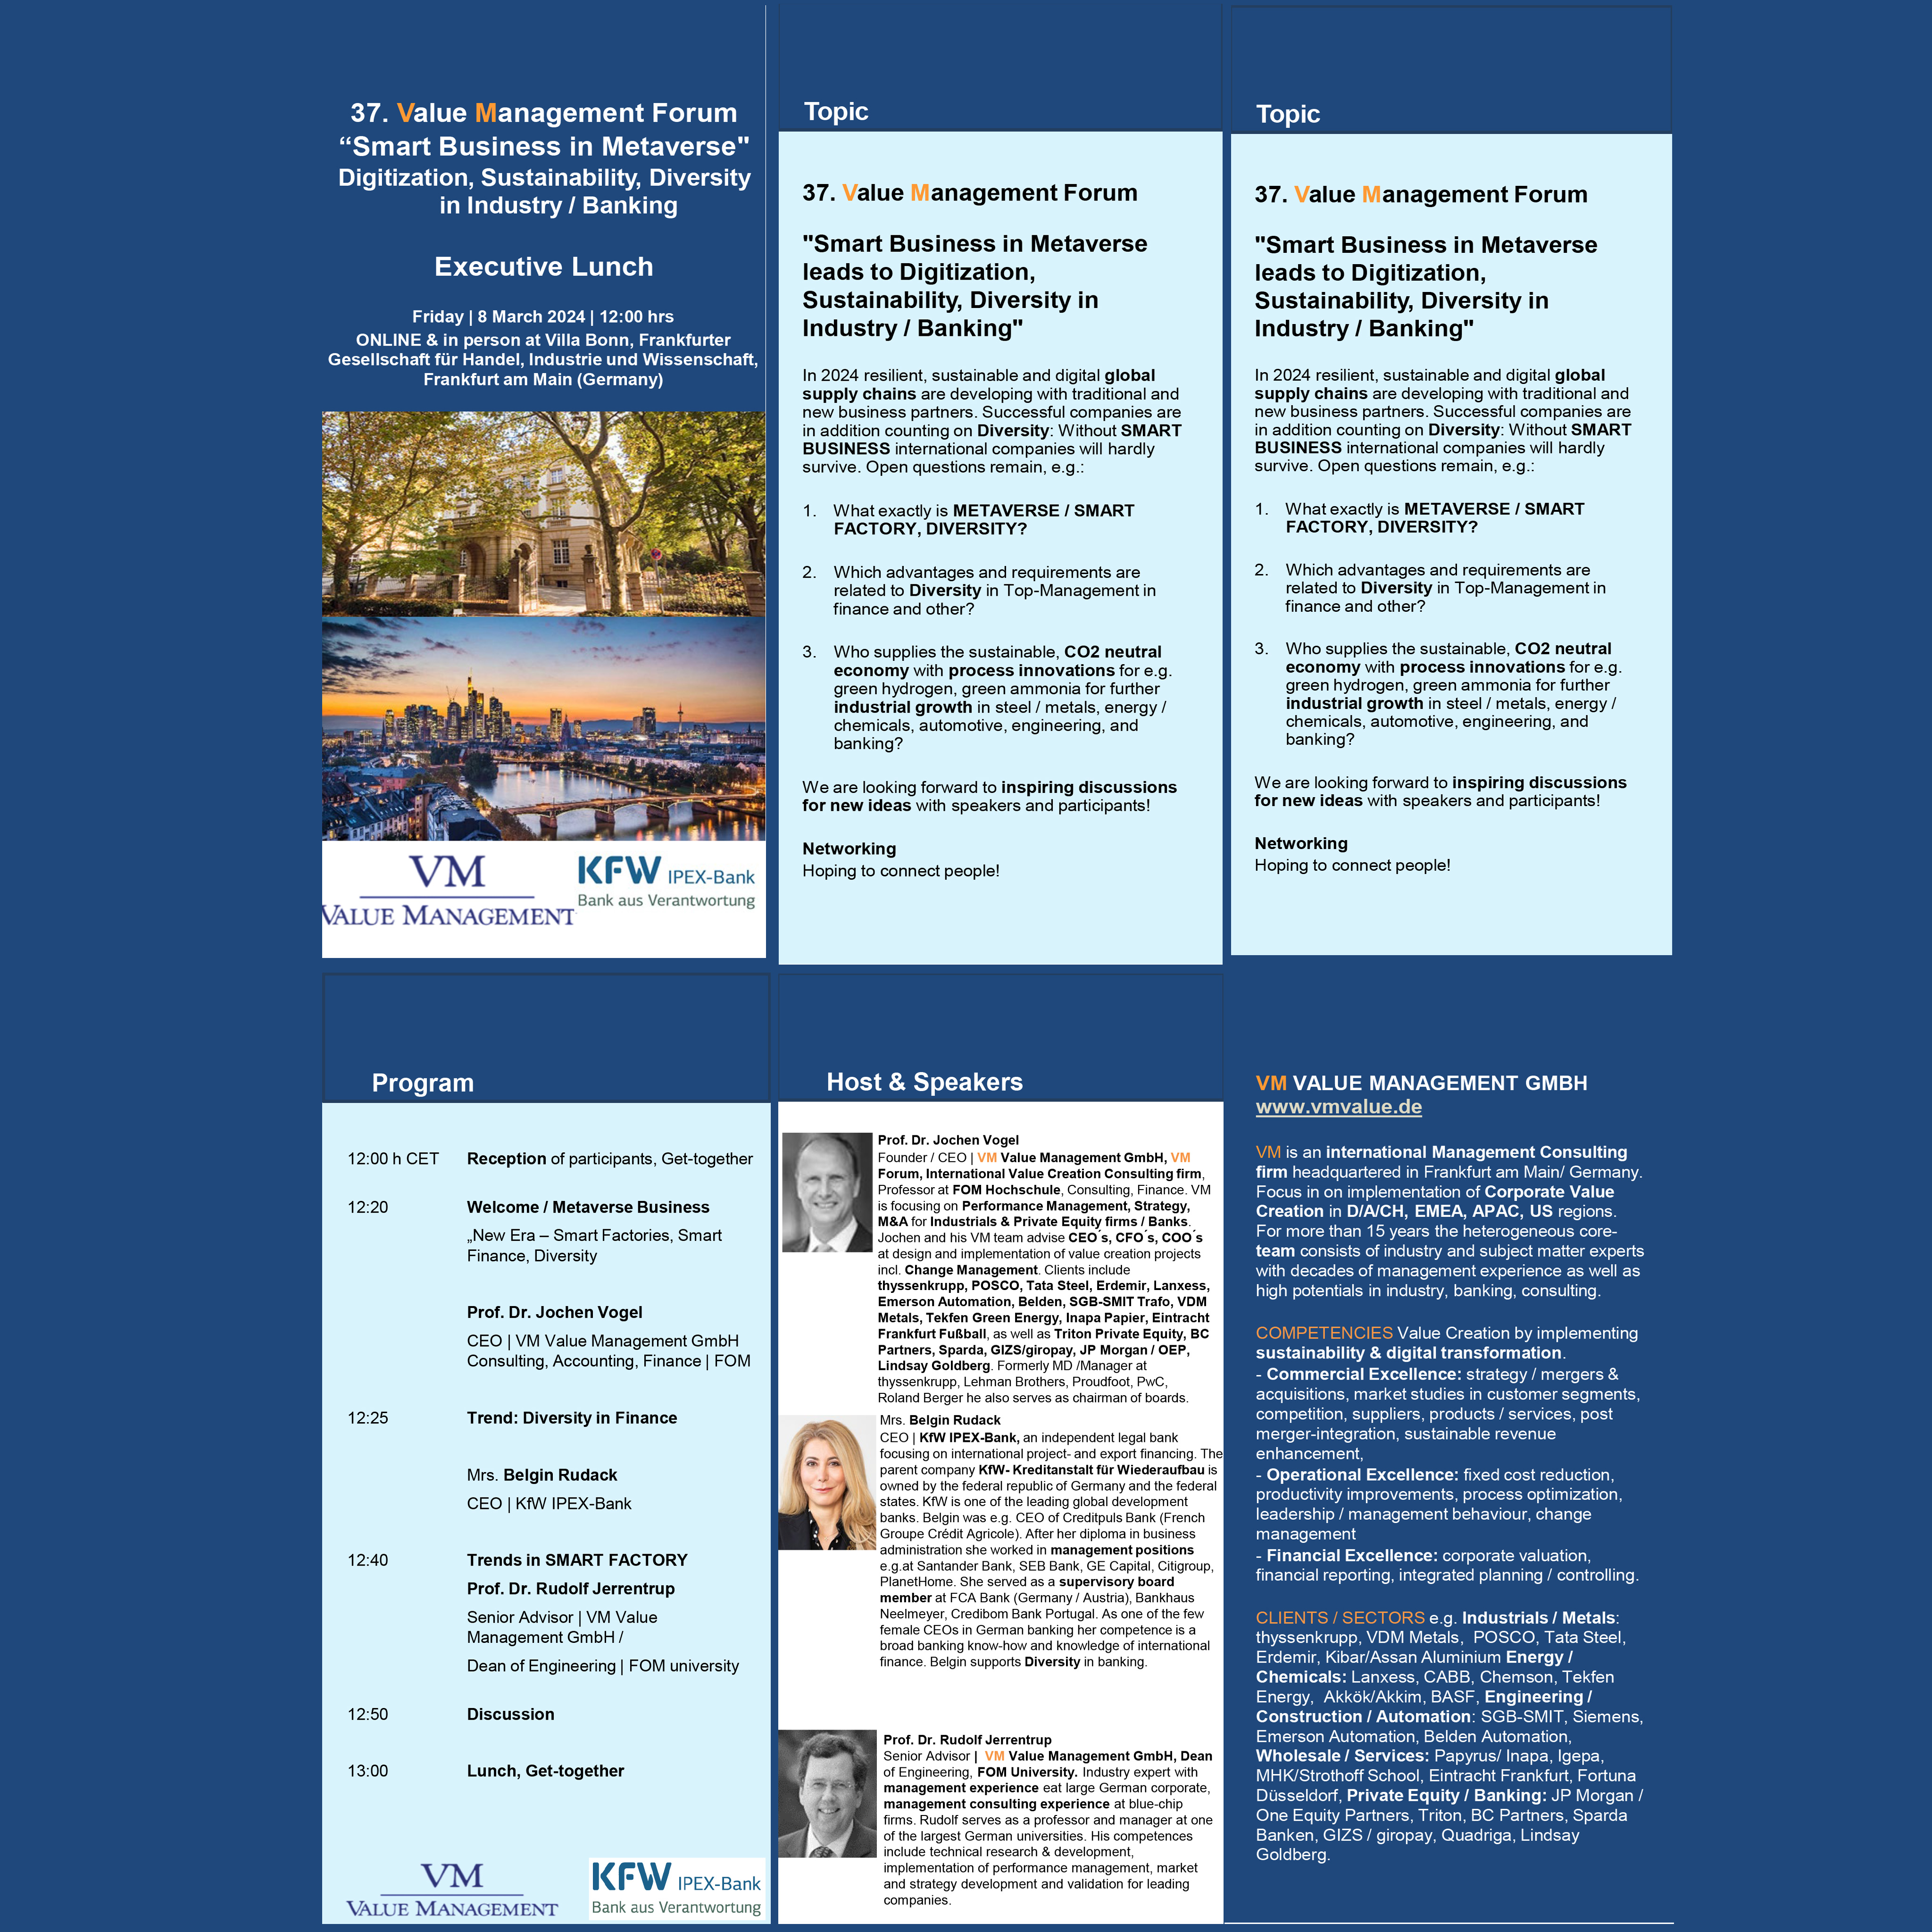 37. Value Management Forum
“Smart Business in Metaverse"
Digitization, Sustainability, Diversity
in Industry / Banking
Executive Lunch
Friday | 8 March 2024 | 12:00 hrs
ONLINE & in person at Villa Bonn, Frankfurter
Gesellschaft für Handel, Industrie und Wissenschaft,
Frankfurt am Main (Germany)
VM
VALUE MANAGEMENT
KFW IPEX-Bank
Bank aus Verantwortung
Topic
37. Value Management Forum
"Smart Business in Metaverse
leads to Digitization,
Sustainability, Diversity in
Industry / Banking"
In 2024 resilient, sustainable and digital global
supply chains are developing with traditional and
new business partners. Successful companies are
in addition counting on Diversity: Without SMART
BUSINESS international companies will hardly
survive. Open questions remain, e.g.:
1. What exactly is METAVERSE / SMART
FACTORY, DIVERSITY?
2. Which advantages and requirements are
related to Diversity in Top-Management in
finance and other?
3. Who supplies the sustainable, CO2 neutral
economy with process innovations for e.g.
green hydrogen, green ammonia for further
industrial growth in steel / metals, energy /
chemicals, automotive, engineering, and
banking?
We are looking forward to inspiring discussions
for new ideas with speakers and participants!
Networking
Hoping to connect people!
Topic
37. Value Management Forum
"Smart Business in Metaverse
leads to Digitization,
Sustainability, Diversity in
Industry / Banking"
In 2024 resilient, sustainable and digital global
supply chains are developing with traditional and
new business partners. Successful companies are
in addition counting on Diversity: Without SMART
BUSINESS international companies will hardly
survive. Open questions remain, e.g.:
1. What exactly is METAVERSE / SMART
FACTORY, DIVERSITY?
2. Which advantages and requirements are
related to Diversity in Top-Management in
finance and other?
3. Who supplies the sustainable, CO2 neutral
economy with process innovations for e.g.
green hydrogen, green ammonia for further
industrial growth in steel / metals, energy /
chemicals, automotive, engineering, and
banking?
We are looking forward to inspiring discussions
for new ideas with speakers and participants!
Networking
Hoping to connect people!
Program
12:00 h CET Reception of participants, Get-together
12:20 Welcome / Metaverse Business
„New Era – Smart Factories, Smart
Finance, Diversity
Prof. Dr. Jochen Vogel
CEO | VM Value Management GmbH
Consulting, Accounting, Finance | FOM
12:25 Trend: Diversity in Finance
Mrs. Belgin Rudack
CEO | KfW IPEX-Bank
12:40 Trends in SMART FACTORY
Prof. Dr. Rudolf Jerrentrup
Senior Advisor | VM Value
Management GmbH /
Dean of Engineering | FOM university
12:50 Discussion
13:00 Lunch, Get-together
VM
VALUE MANAGEMENT
KFW IPEX-Bank
Bank aus Verantwortung
Host & Speakers
Prof. Dr. Jochen Vogel
Founder / CEO | VM Value Management GmbH, VM
Forum, International Value Creation Consulting firm,
Professor at FOM Hochschule, Consulting, Finance. VM
is focusing on Performance Management, Strategy,
M&A for Industrials & Private Equity firms / Banks.
Jochen and his VM team advise CEO´s, CFO´s, COO´s
at design and implementation of value creation projects
incl. Change Management. Clients include
thyssenkrupp, POSCO, Tata Steel, Erdemir, Lanxess,
Emerson Automation, Belden, SGB-SMIT Trafo, VDM
Metals, Tekfen Green Energy, Inapa Papier, Eintracht
Frankfurt Fußball, as well as Triton Private Equity, BC
Partners, Sparda, GIZS/giropay, JP Morgan / OEP,
Lindsay Goldberg. Formerly MD /Manager at
thyssenkrupp, Lehman Brothers, Proudfoot, PwC,
Roland Berger he also serves as chairman of boards.
Mrs. Belgin Rudack
CEO | KfW IPEX-Bank, an independent legal bank
focusing on international project- and export financing. The
parent company KfW- Kreditanstalt für Wiederaufbau is
owned by the federal republic of Germany and the federal
states. KfW is one of the leading global development
banks. Belgin was e.g. CEO of Creditpuls Bank (French
Groupe Crédit Agricole). After her diploma in business
administration she worked in management positions
e.g.at Santander Bank, SEB Bank, GE Capital, Citigroup,
PlanetHome. She served as a supervisory board
member at FCA Bank (Germany / Austria), Bankhaus
Neelmeyer, Credibom Bank Portugal. As one of the few
female CEOs in German banking her competence is a
broad banking know-how and knowledge of international
finance. Belgin supports Diversity in banking.
Prof. Dr. Rudolf Jerrentrup
Senior Advisor | VM Value Management GmbH, Dean
of Engineering, FOM University. Industry expert with
management experience eat large German corporate,
management consulting experience at blue-chip
firms. Rudolf serves as a professor and manager at one
of the largest German universities. His competences
include technical research & development,
implementation of performance management, market
and strategy development and validation for leading
companies.
VM VALUE MANAGEMENT GMBH
www.vmvalue.de
VM is an international Management Consulting
firm headquartered in Frankfurt am Main/ Germany.
Focus in on implementation of Corporate Value
Creation in D/A/CH, EMEA, APAC, US regions.
For more than 15 years the heterogeneous core-
team consists of industry and subject matter experts
with decades of management experience as well as
high potentials in industry, banking, consulting.
COMPETENCIES Value Creation by implementing
sustainability & digital transformation.
- Commercial Excellence: strategy / mergers &
acquisitions, market studies in customer segments,
competition, suppliers, products / services, post
merger-integration, sustainable revenue
enhancement,
- Operational Excellence: fixed cost reduction,
productivity improvements, process optimization,
leadership / management behaviour, change
management
- Financial Excellence: corporate valuation,
financial reporting, integrated planning / controlling.
CLIENTS / SECTORS e.g. Industrials / Metals:
thyssenkrupp, VDM Metals, POSCO, Tata Steel,
Erdemir, Kibar/Assan Aluminium Energy /
Chemicals: Lanxess, CABB, Chemson, Tekfen
Energy, Akkök/Akkim, BASF, Engineering /
Construction / Automation: SGB-SMIT, Siemens,
Emerson Automation, Belden Automation,
Wholesale / Services: Papyrus/ Inapa, Igepa,
MHK/Strothoff School, Eintracht Frankfurt, Fortuna
Düsseldorf, Private Equity / Banking: JP Morgan /
One Equity Partners, Triton, BC Partners, Sparda
Banken, GIZS / giropay, Quadriga, Lindsay
Goldberg.